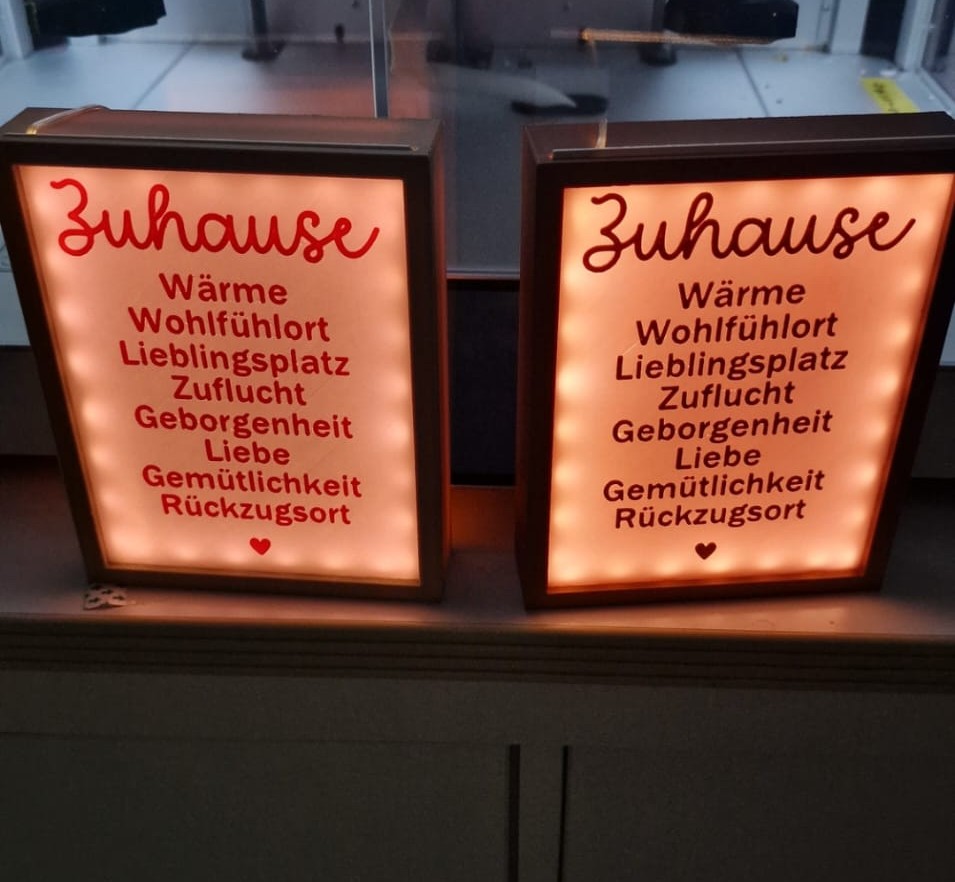 Zuhause
Wärme
Wohlfühlort
Lieblingsplatz
Zuflucht
Geborgenheit
Liebe
Gemütlichkeit
Rückzugsort
Zuhause
Wärme
Wohlfühlort
Lieblingsplatz
Zuflucht
Geborgenheit
Liebe
Gemütlichkeit
Rückzugsort